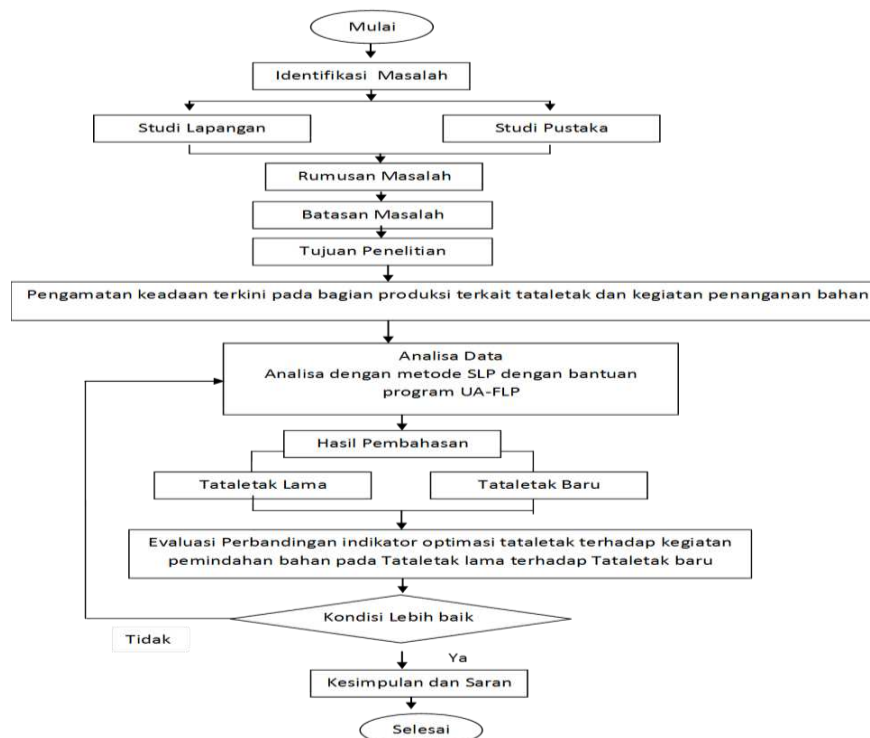 Mulai
Identifikasi Masalah
Studi Lapangan
Studi Pustaka
Rumusan Masalah
Batasan Masalah
Tujuan Penelitian
Pengamatan keadaan terkini pada bagian produksi terkait tataletak dan kegiatan penanganan bahan
Analisa Data
Analisa dengan metode SLP dengan bantuan
program UA-FLP
Hasil Pembahasan
Tataletak Lama
Tataletak Baru
Evaluasi Perbandingan indikator optimasi tataletak terhadap kegiatan
pemindahan bahan pada Tataletak lama terhadap Tataletak baru
Kondisi Lebih baik
Tidak
Ya
Kesimpulan dan Saran
Selesai